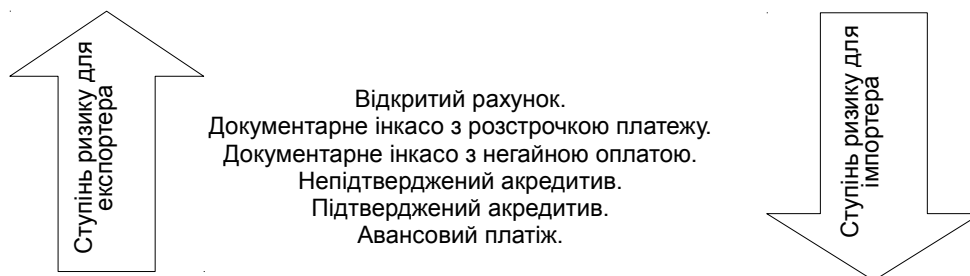 Ступінь ризику для
експортера
Відкритий рахунок.
Документарне інкасо з розстрочкою платежу.
Документарне інкасо з негайною оплатою.
Непідтверджений акредитив.
Підтверджений акредитив.
Авансовий платіж.
Ступінь ризику для
імпортера